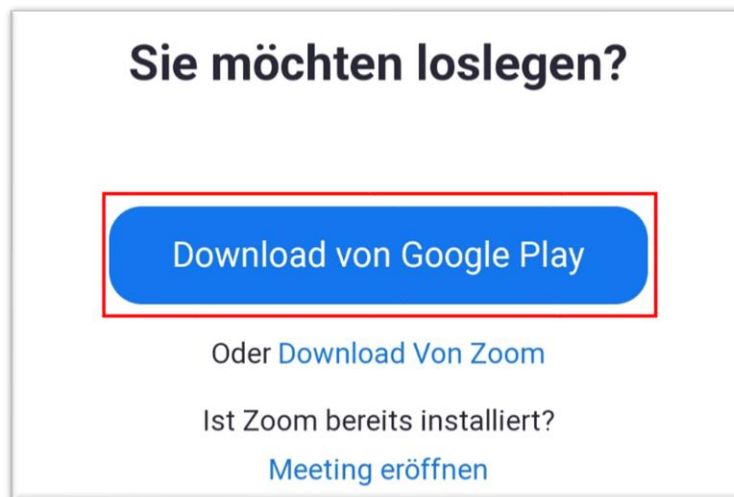 Sie möchten loslegen?
Download von Google Play
Oder Download Von Zoom
Ist Zoom bereits installiert?
Meeting eröffnen